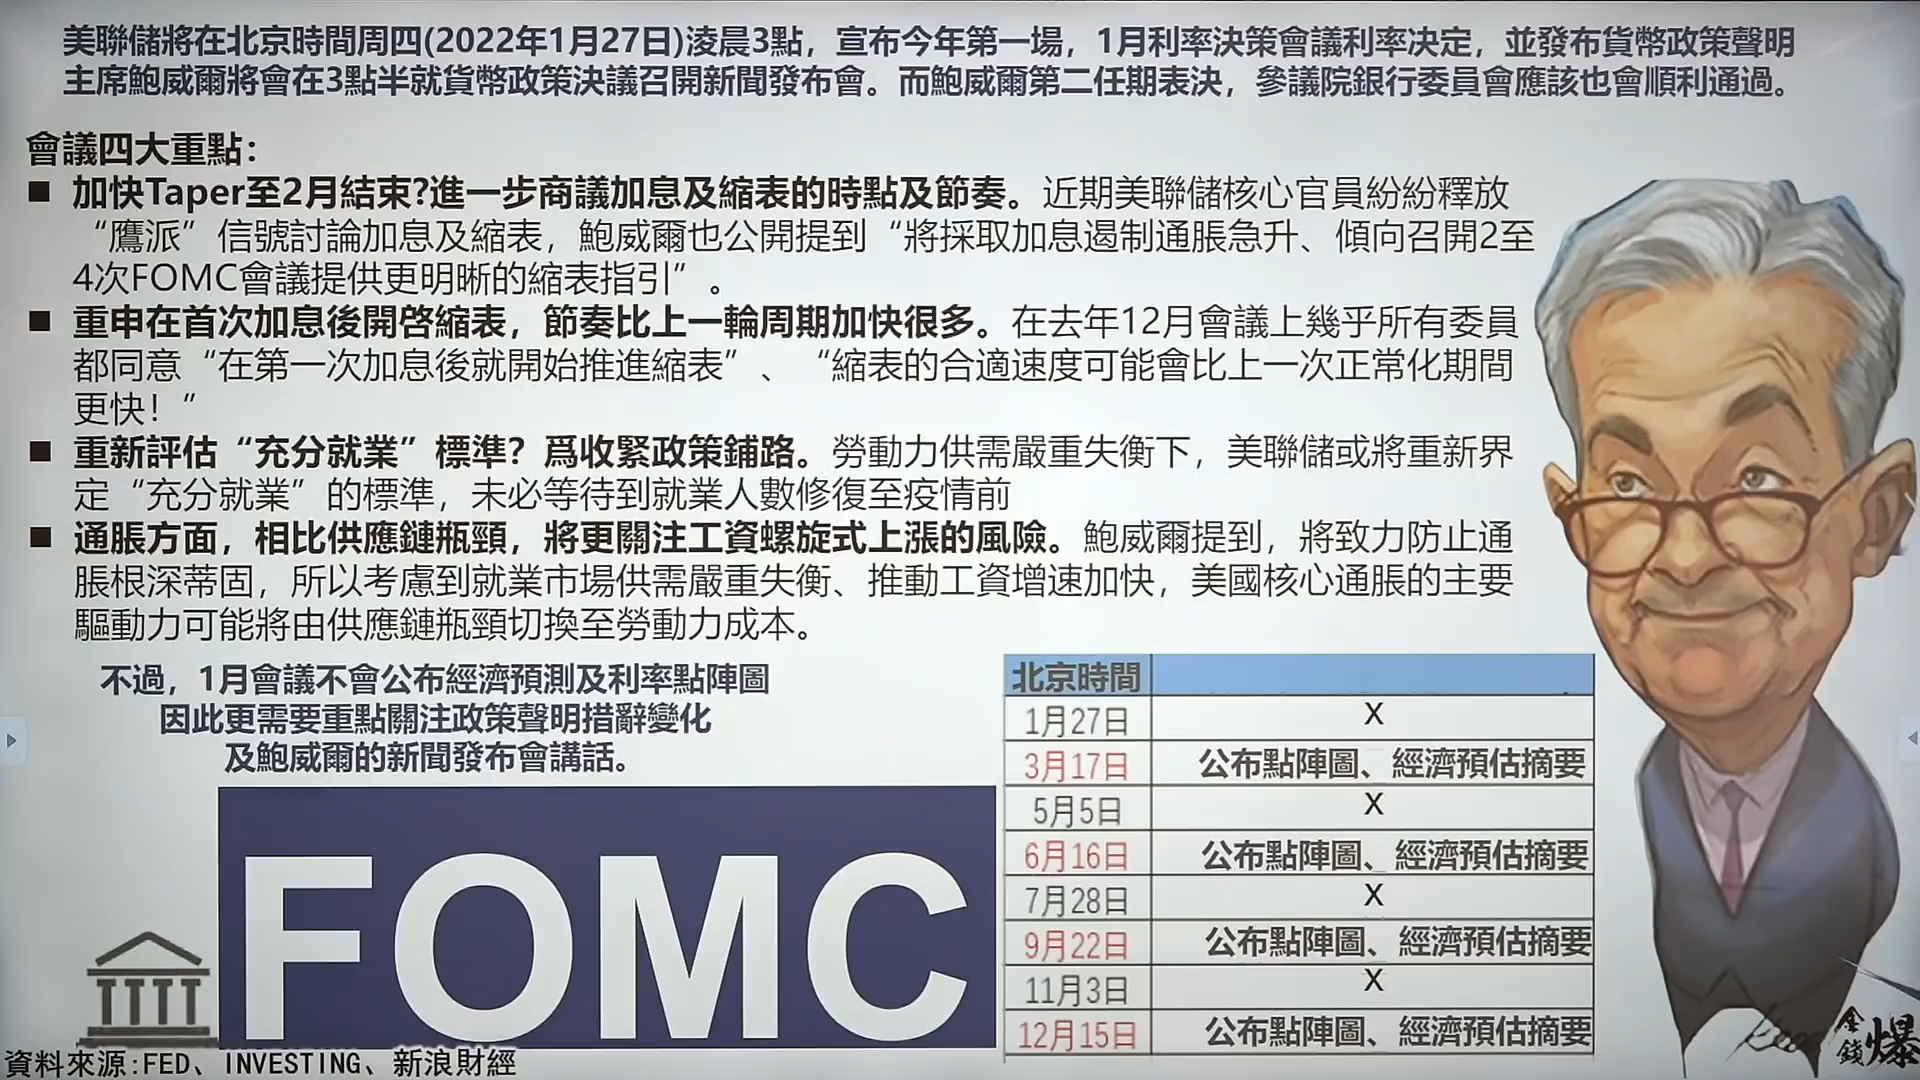 美聯儲將在北京時間周四(2022年1月27日)淩晨3點，宣布今年第一場，1月利率決策會議利率決定，並發布貨幣政策聲明
主席鮑威爾將會在3點半就貨幣政策決議召開新聞發布會。而鮑威爾第二任期表決，參議院銀行委員會應該也會順利通過。
會議四大重點：
■ 加快Taper至2月結束?進一步商議加息及縮表的時點及節奏。近期美聯儲核心官員紛紛釋放
“鷹派”信號討論加息及縮表，鮑威爾也公開提到“將採取加息遏制通脹急升、傾向召開2至
4次FOMC會議提供更明晰的縮表指引”。
■ 重申在首次加息後開啓縮表，節奏比上一輪周期加快很多。在去年12月會議上幾乎所有委員
都同意“在第一次加息後就開始推進縮表”、“縮表的合適速度可能會比上一次正常化期間
更快！”
■ 重新評估“充分就業”標準？爲收緊政策鋪路。勞動力供需嚴重失衡下，美聯儲或將重新界
定“充分就業”的標準，未必等待到就業人數修復至疫情前
■ 通脹方面，相比供應鏈瓶頸，將更關注工資螺旋式上漲的風險。鮑威爾提到，將致力防止通
脹根深蒂固，所以考慮到就業市場供需嚴重失衡、推動工資增速加快，美國核心通脹的主要
驅動力可能將由供應鏈瓶頸切換至勞動力成本。
不過，1月會議不會公布經濟預測及利率點陣圖
因此更需要重點關注政策聲明措辭變化
及鮑威爾的新聞發布會講話。
北京時間
1月27日 X
3月17日 公布點陣圖、經濟預估摘要
5月5日 X
6月16日 公布點陣圖、經濟預估摘要
7月28日 X
9月22日 公布點陣圖、經濟預估摘要
11月3日 X
12月15日 公布點陣圖、經濟預估摘要
FOMC
資料來源:FED、INVESTING、新浪財經
金錢爆